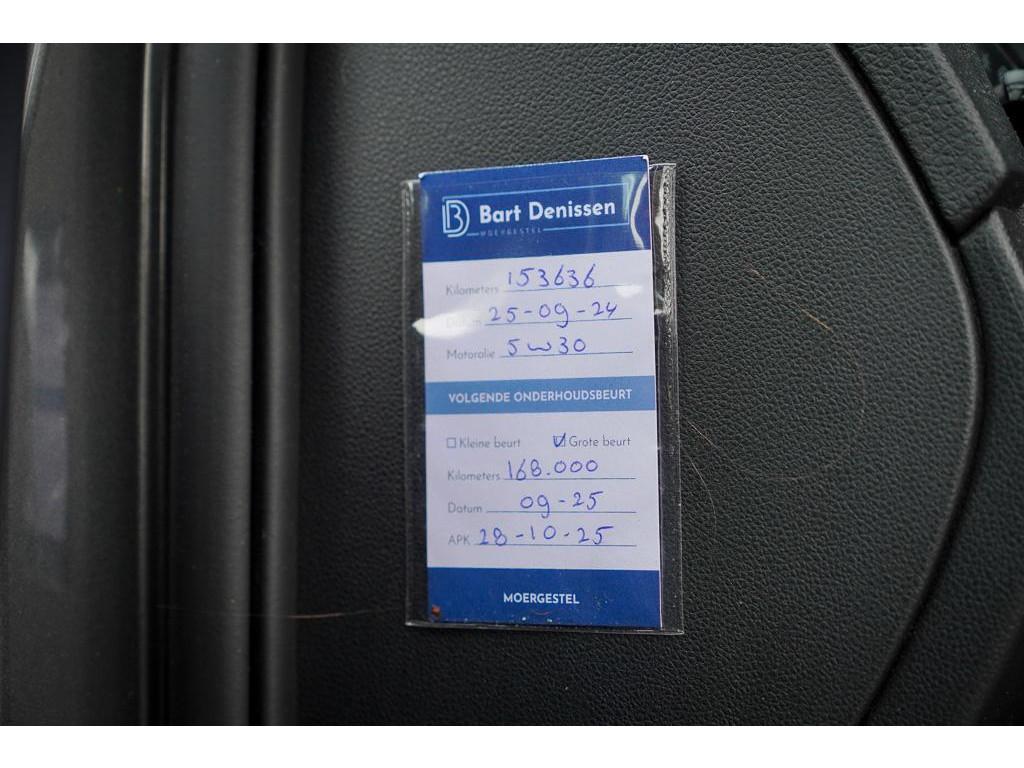 B Bart Denissen
MOERGESTEL
Kilometers 153636
Datum 25-09-24
Motorolie 5w30
VOLGENDE ONDERHOUDSBEURT
Kleine beurt Grote beurt
Kilometers 168.000
Datum 09-25
APK 28-10-25
MOERGESTEL